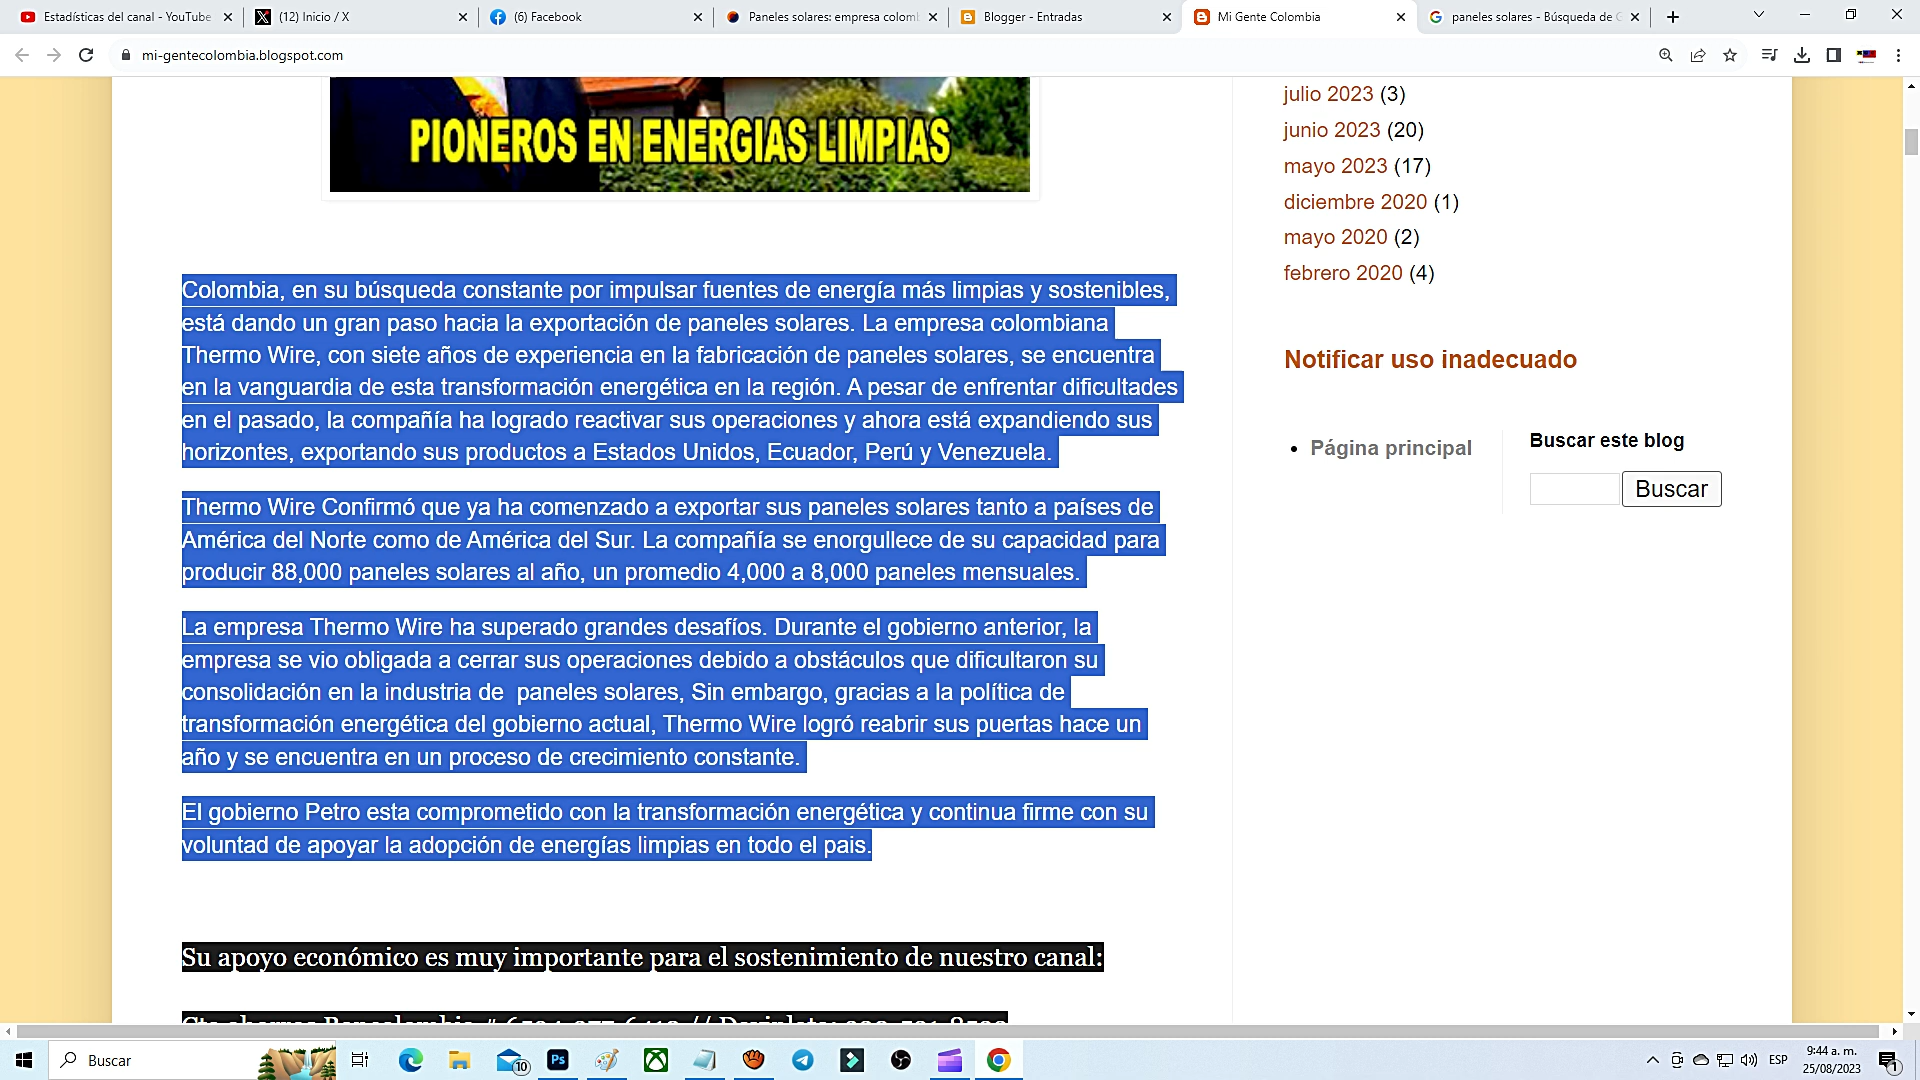 Estadísticas del canal - YouTube
(12) Inicio / X
(6) Facebook
Paneles solares: empresa colom
Blogger - Entradas
Mi Gente Colombia
paneles solares - Búsqueda de G
mi-gentecolombia.blogspot.com
PIONEROS EN ENERGIAS LIMPIAS
Colombia, en su búsqueda constante por impulsar fuentes de energía más limpias y sostenibles,
está dando un gran paso hacia la exportación de paneles solares. La empresa colombiana
Thermo Wire, con siete años de experiencia en la fabricación de paneles solares, se encuentra
en la vanguardia de esta transformación energética en la región. A pesar de enfrentar dificultades
en el pasado, la compañía ha logrado reactivar sus operaciones y ahora está expandiendo sus
horizontes, exportando sus productos a Estados Unidos, Ecuador, Perú y Venezuela.
Thermo Wire Confirmó que ya ha comenzado a exportar sus paneles solares tanto a países de
América del Norte como de América del Sur. La compañía se enorgullece de su capacidad para
producir 88,000 paneles solares al año, un promedio 4,000 a 8,000 paneles mensuales.
La empresa Thermo Wire ha superado grandes desafíos. Durante el gobierno anterior, la
empresa se vio obligada a cerrar sus operaciones debido a obstáculos que dificultaron su
consolidación en la industria de  paneles solares, Sin embargo, gracias a la política de
transformación energética del gobierno actual, Thermo Wire logró reabrir sus puertas hace un
año y se encuentra en un proceso de crecimiento constante.
El gobierno Petro esta comprometido con la transformación energética y continua firme con su
voluntad de apoyar la adopción de energías limpias en todo el pais.
Su apoyo económico es muy importante para el sostenimiento de nuestro canal:
julio 2023 (3)
junio 2023 (20)
mayo 2023 (17)
diciembre 2020 (1)
mayo 2020 (2)
febrero 2020 (4)
Notificar uso inadecuado
Página principal
Buscar este blog
Buscar
Buscar
10
Ps
ESP
9:44 a. m.
25/08/2023
1